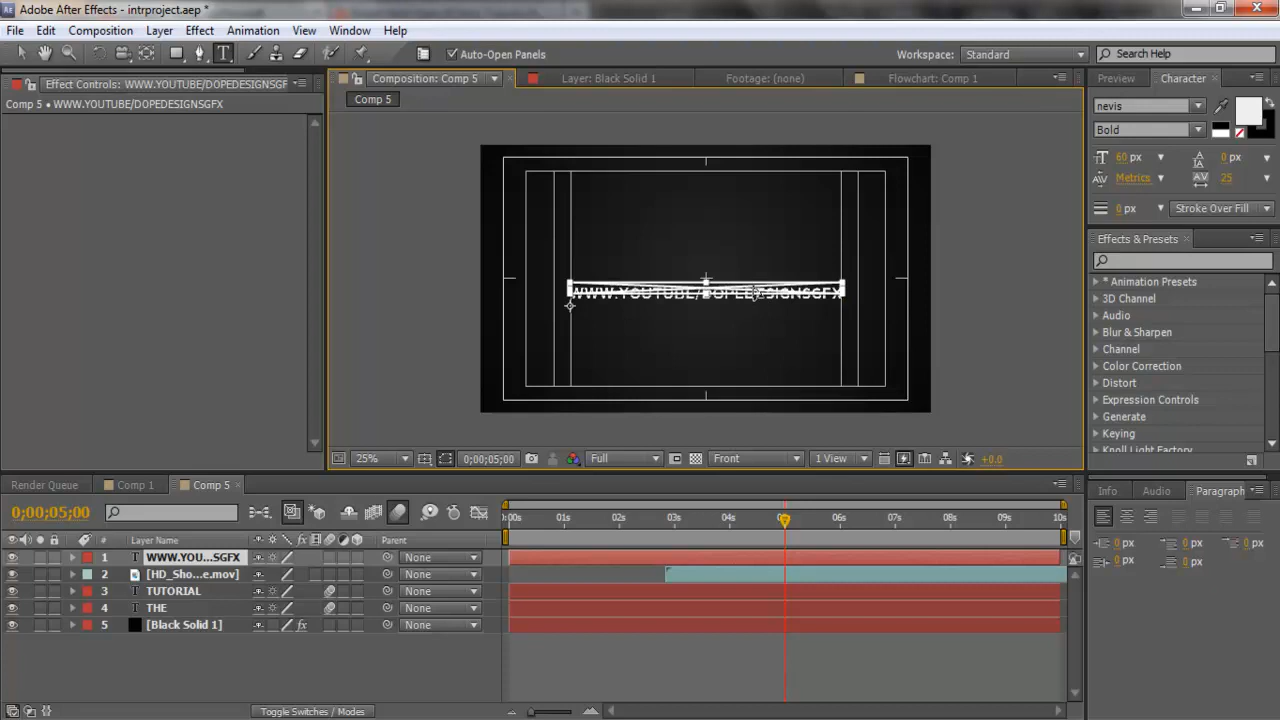 Adobe After Effects - intrproject.aep *
File Edit Composition Layer Effect Animation View Window Help
Auto-Open Panels
Workspace: Standard
Search Help
Effect Controls: WWW.YOUTUBE/DOPEDESIGNSGF
Comp 5 • WWW.YOUTUBE/DOPEDESIGNSGFX
Composition: Comp 5
Layer: Black Solid 1
Footage: (none)
Flowchart: Comp 1
Comp 5
WWW.YOUTUBE/DOPEDESIGNSGFX
25%
0;00;05;00
Full
Front
1 View
+0.0
Preview Character
nevis
Bold
60 px
0 px
Metrics
25
0 px
Stroke Over Fill
Effects & Presets
* Animation Presets
3D Channel
Audio
Blur & Sharpen
Channel
Color Correction
Distort
Expression Controls
Generate
Keying
Knoll Light Factory
Render Queue Comp 1 Comp 5
0;00;05;00
:00s 01s 02s 03s 04s 06s 07s 08s 09s 10s
# Layer Name Parent
1 T WWW.YOU...SGFX None
2 [HD_Sho...e.mov] None
3 T TUTORIAL None
4 T THE None
5 [Black Solid 1] None
Toggle Switches / Modes
Info Audio Paragraph
0 px 0 px 0 px
0 px 0 px